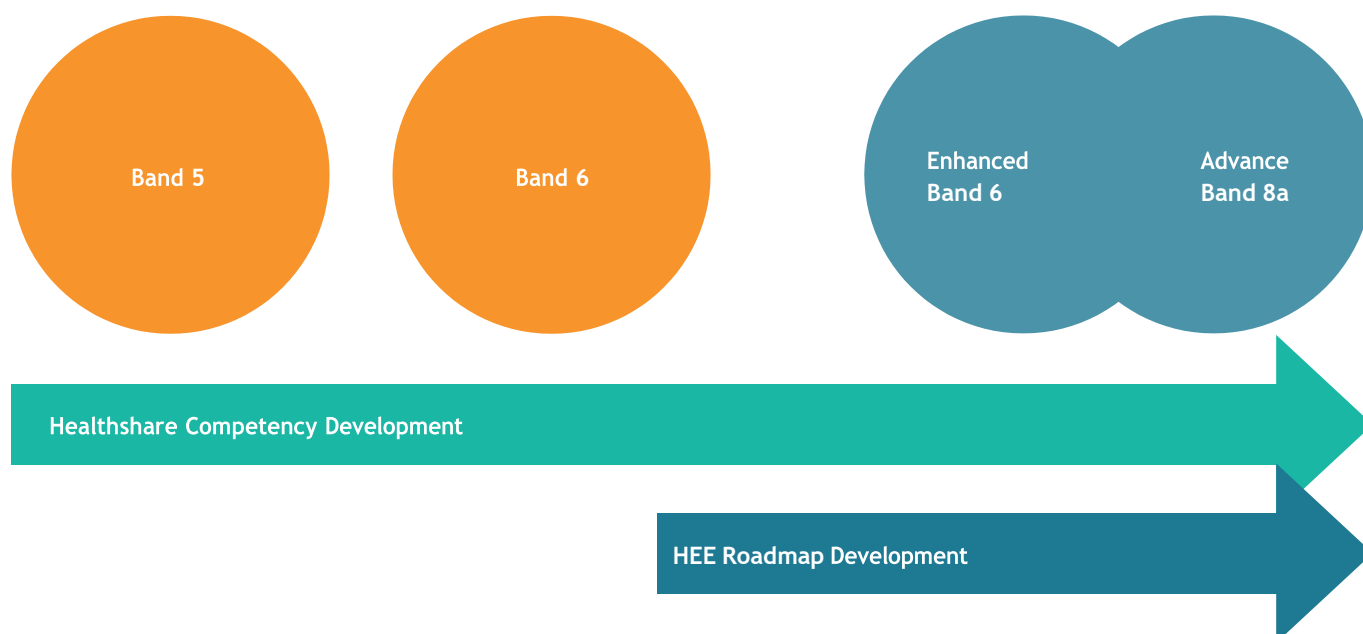 Band 5
Band 6
Enhanced
Band 6
Advance
Band 8a
Healthshare Competency Development
HEE Roadmap Development